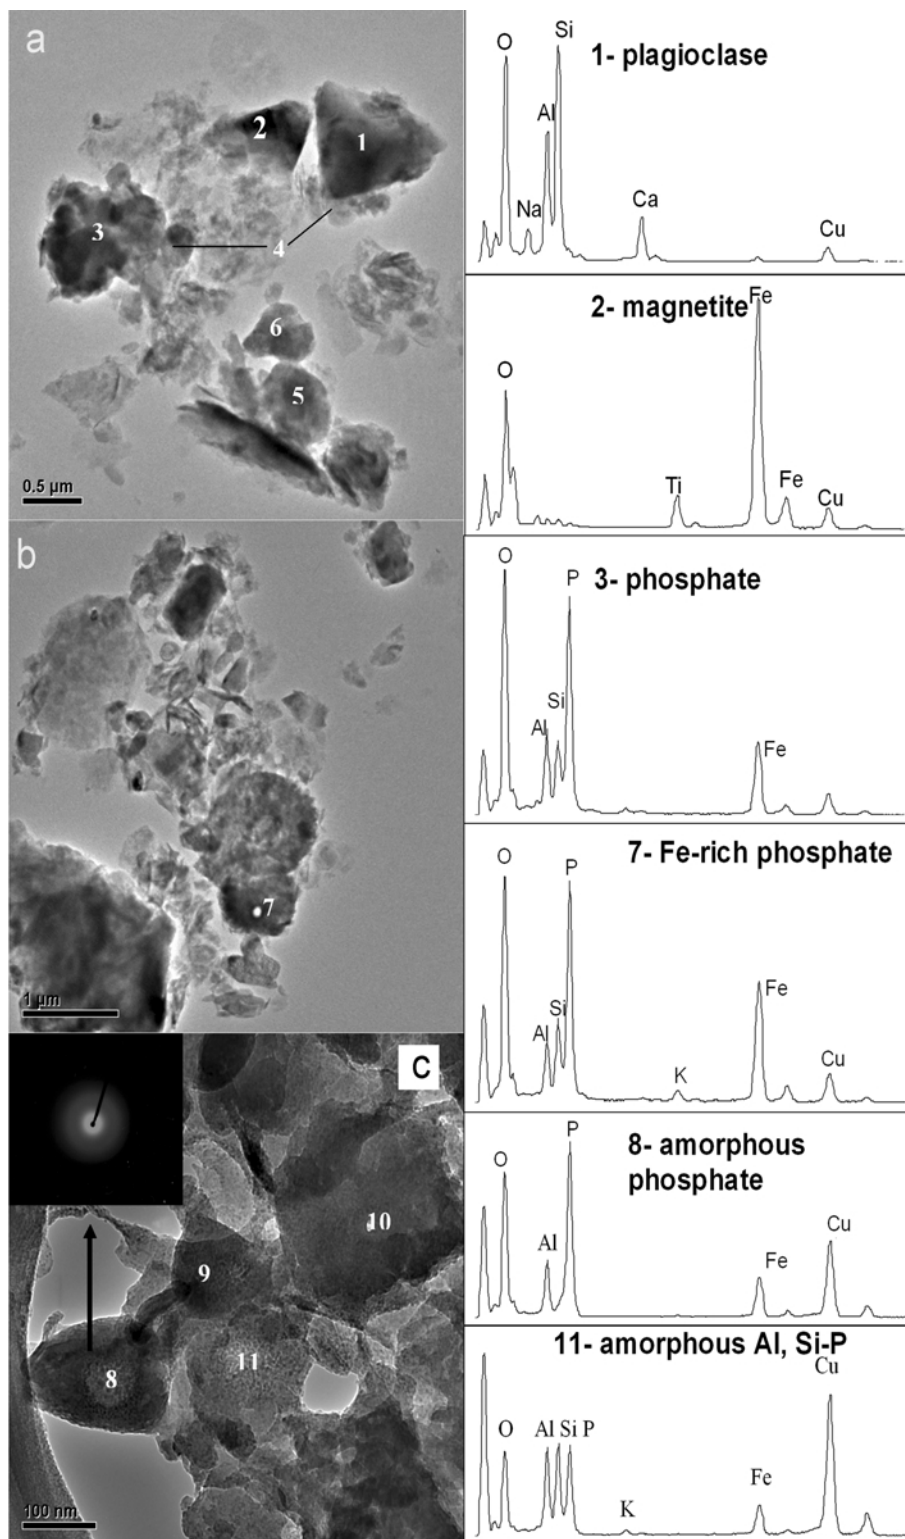 a
2
1
3
4
6
5
0.5 µm
b
7
1 µm
c
10
9
11
8
100 nm
1- plagioclase
O
Si
Al
Na
Ca
Cu
2- magnetite
Fe
O
Ti
Fe
Cu
3- phosphate
O
P
Si
Al
Fe
7- Fe-rich phosphate
O
P
Si
Al
K
Fe
Cu
8- amorphous
phosphate
P
O
Al
Fe
Cu
11- amorphous Al, Si-P
Cu
O
Al Si P
K
Fe